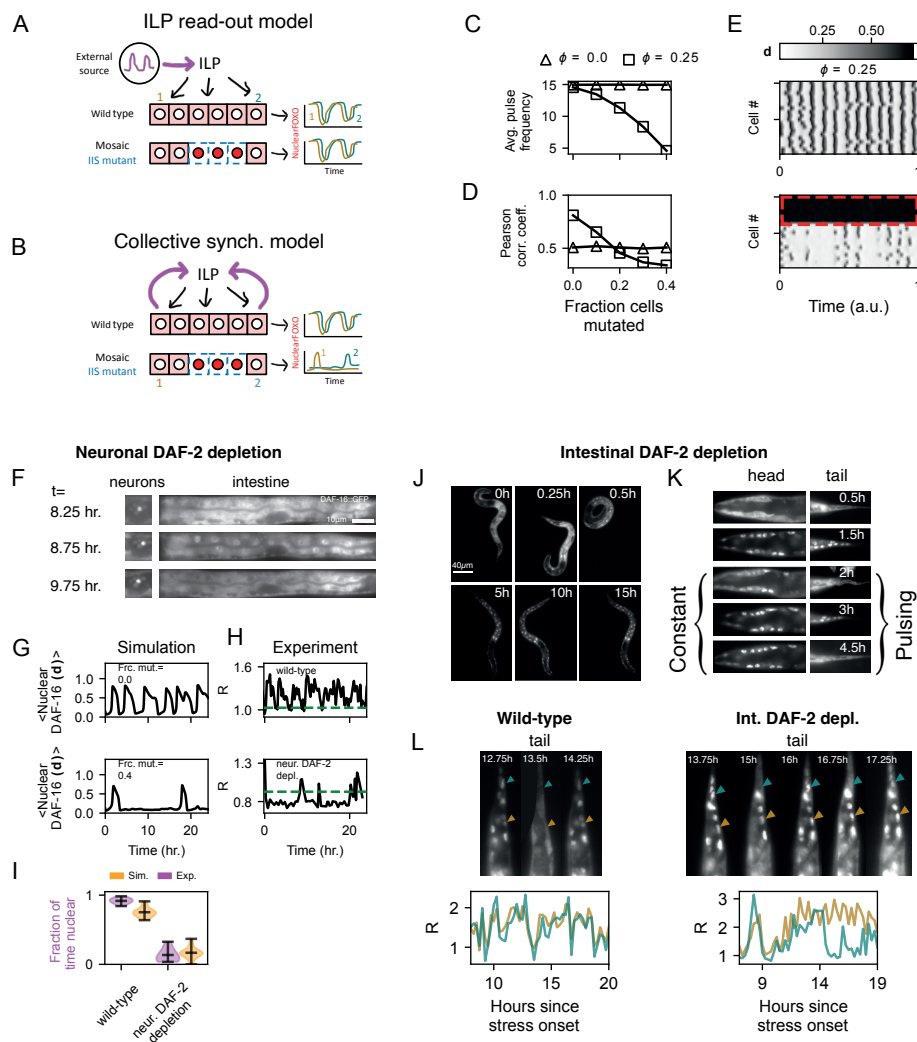 A
ILP read-out model
External
source
ILP
1
2
Wild type
Mosaic
IIS mutant
NuclearFOXO
1
2
Time
B
Collective synch. model
ILP
Wild type
Mosaic
IIS mutant
1
2
NuclearFOXO
1
2
Time
C
ϕ = 0.0
ϕ = 0.25
Avg. pulse
frequency
15
10
5
D
Pearson
corr. coeff.
1.0
0.5
0.0
0.2
0.4
Fraction cells
mutated
E
0.25
0.50
d
ϕ = 0.25
Cell #
0
1
Cell #
0
1
Time (a.u.)
Neuronal DAF-2 depletion
F
neurons
intestine
t=
8.25 hr.
DAF-16::GFP
10μm
8.75 hr.
9.75 hr.
G
Simulation
<Nuclear
DAF-16 (d)>
Frc. mut.=
0.0
1.0
0.5
0.0
<Nuclear
DAF-16 (d)>
Frc. mut.=
0.4
1.0
0.5
0.0
0
10
20
Time (hr.)
H
Experiment
R
wild-type
1.6
1.3
1.0
R
neur. DAF-2
depl.
1.2
0.8
0
10
20
Time (hr.)
I
Sim.
Exp.
Fraction of
time nuclear
1
0
wild-type
neur. DAF-2
depletion
Intestinal DAF-2 depletion
J
0h
0.25h
0.5h
40μm
5h
10h
15h
K
head
tail
0.5h
1.5h
2h
3h
4.5h
Constant
Pulsing
L
Wild-type
tail
12.75h
13.5h
14.25h
R
2
1
10
15
20
Hours since
stress onset
Int. DAF-2 depl.
tail
13.75h
15h
16h
16.75h
17.25h
R
3
2
1
9
14
19
Hours since
stress onset